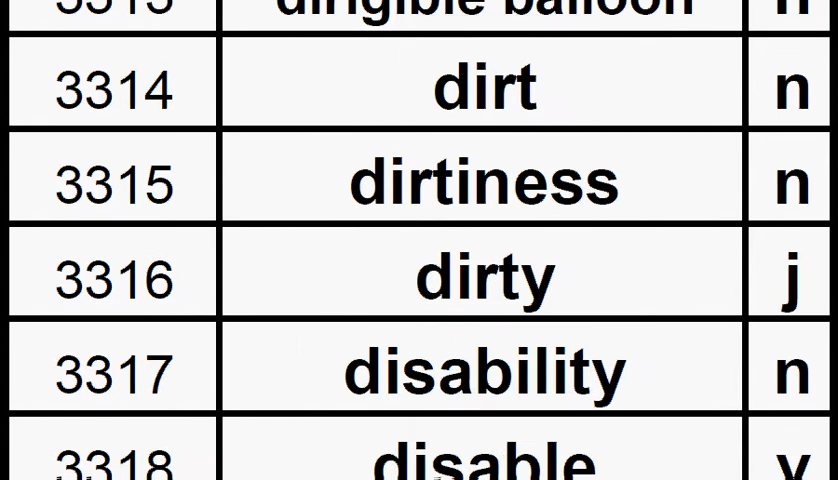 3313 dirigible balloon n
3314 dirt n
3315 dirtiness n
3316 dirty j
3317 disability n
3318 disable v